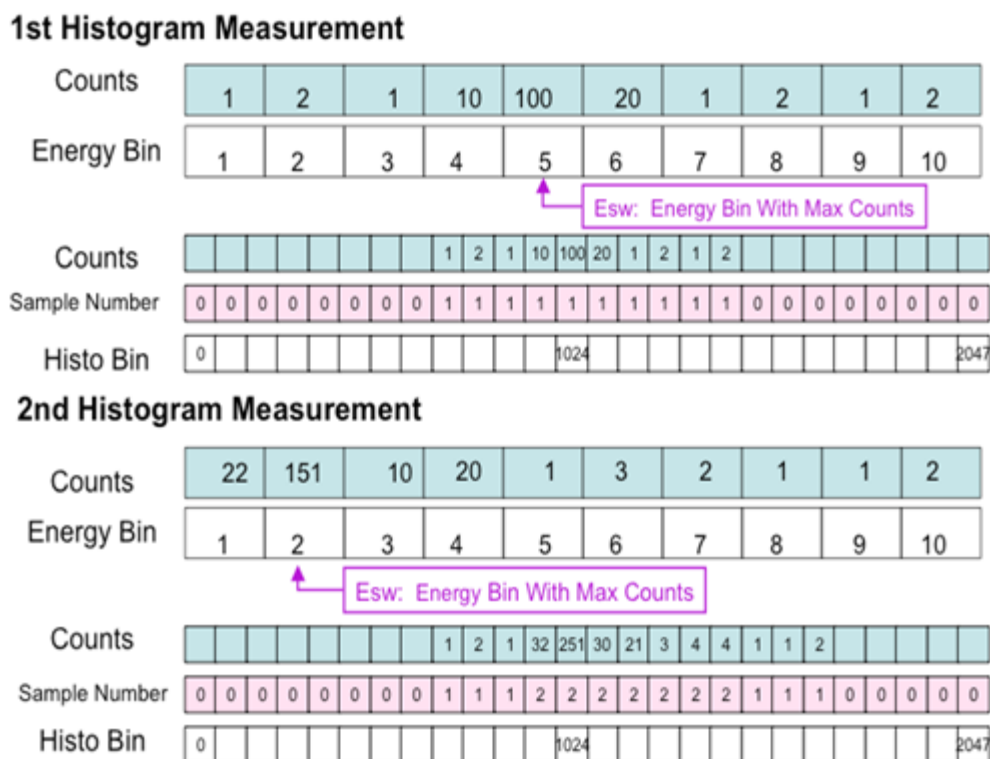 1st Histogram Measurement
Counts 1 2 1 10 100 20 1 2 1 2
Energy Bin 1 2 3 4 5 6 7 8 9 10
Esw: Energy Bin With Max Counts
Counts 1 2 1 10 100 20 1 2 1 2
Sample Number 0 0 0 0 0 0 0 0 1 1 1 1 1 1 1 1 1 1 0 0 0 0 0 0 0 0
Histo Bin 0 1024 2047
2nd Histogram Measurement
Counts 22 151 10 20 1 3 2 1 1 2
Energy Bin 1 2 3 4 5 6 7 8 9 10
Esw: Energy Bin With Max Counts
Counts 1 2 1 32 251 30 21 3 4 4 1 1 2
Sample Number 0 0 0 0 0 0 0 0 1 1 1 2 2 2 2 2 2 2 1 1 1 0 0 0 0 0
Histo Bin 0 1024 2047